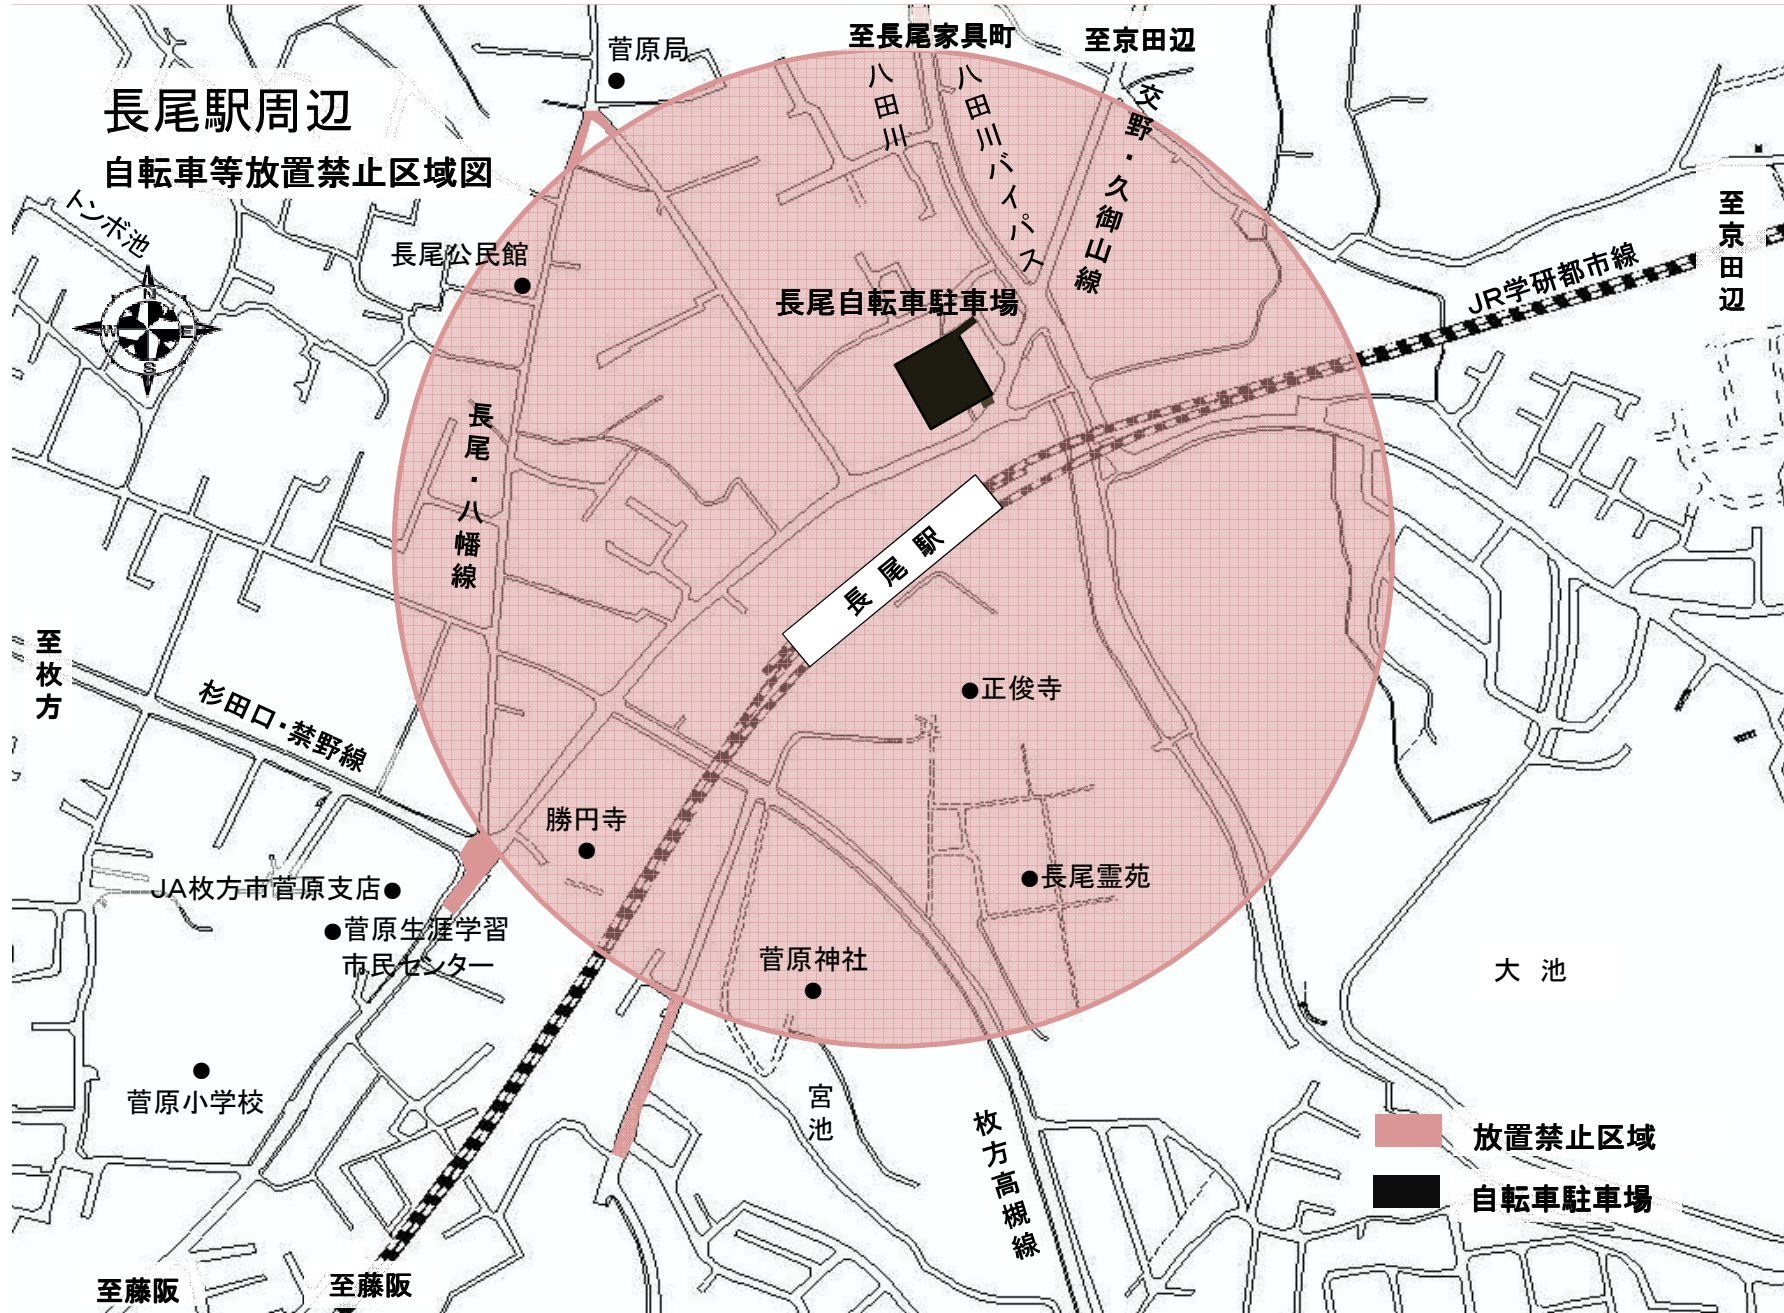 至長尾家具町
至京田辺
菅原局
長尾駅周辺
自転車等放置禁止区域図
八田川
八田川バイパス
交野・久御山線
トンボ池
長尾公民館
至京田辺
JR学研都市線
N
W
E
S
長尾自転車駐車場
長尾・八幡線
長尾駅
至枚方
杉田口・禁野線
正俊寺
勝円寺
JA枚方市菅原支店
長尾霊苑
菅原生涯学習
市民センター
菅原神社
大池
菅原小学校
宮池
枚方高槻線
放置禁止区域
自転車駐車場
至藤阪
至藤阪